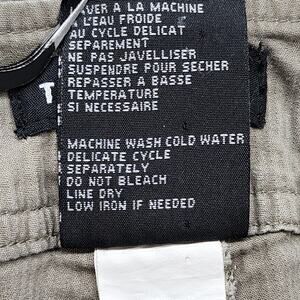 LAVER A LA MACHINE
A L'EAU FROIDE
AU CYCLE DELICAT
SEPAREMENT
NE PAS JAVELLISER
SUSPENDRE POUR SECHER
REPASSER A BASSE
TEMPERATURE
SI NECESSAIRE
T
MACHINE WASH COLD WATER
DELICATE CYCLE
SEPARATELY
DO NOT BLEACH
LINE DRY
LOW IRON IF NEEDED